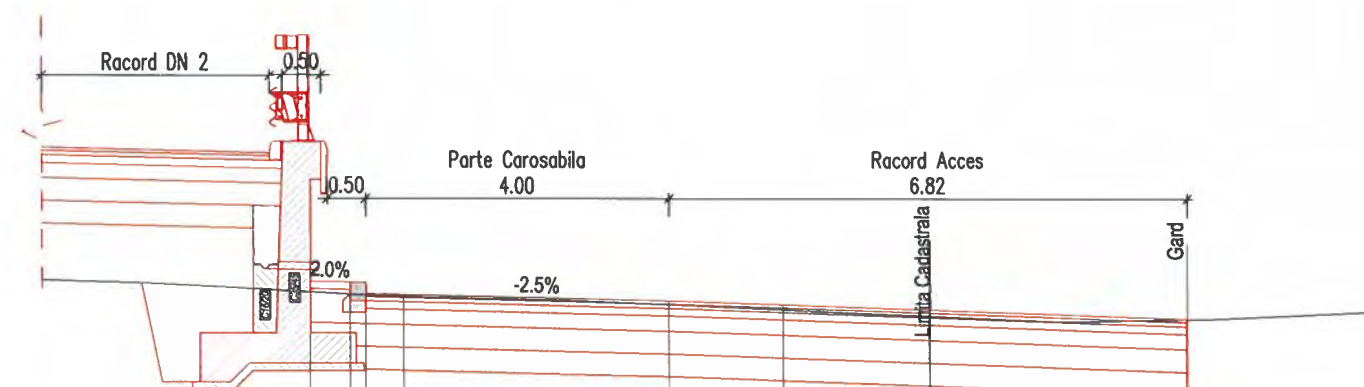 Racord DN 2
0.50
Parte Carosabila
4.00
Racord Acces
6.82
0.50
Limita Cadastrala
Gard
2.0%
-2.5%